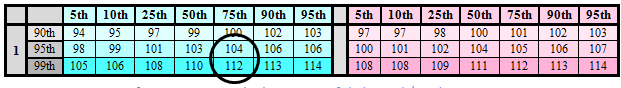 5th 10th 25th 50th 75th 90th 95th 5th 10th 25th 50th 75th 90th 95th
1 90th 94 95 97 99 100 102 103 97 97 98 100 101 102 103
95th 98 99 101 103 104 106 106 100 101 102 104 105 106 107
99th 105 106 108 110 112 113 114 108 108 109 111 112 113 114